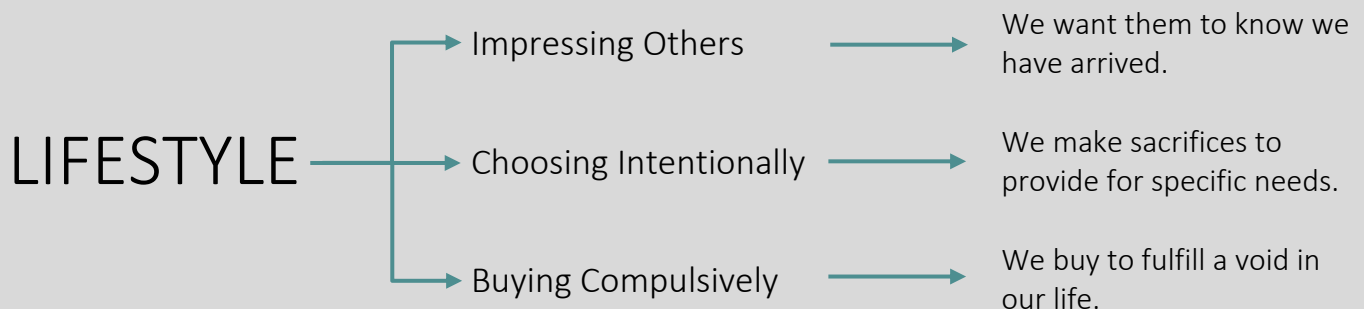 LIFESTYLE
Impressing Others
We want them to know we
have arrived.
Choosing Intentionally
We make sacrifices to
provide for specific needs.
Buying Compulsively
We buy to fulfill a void in
our life.